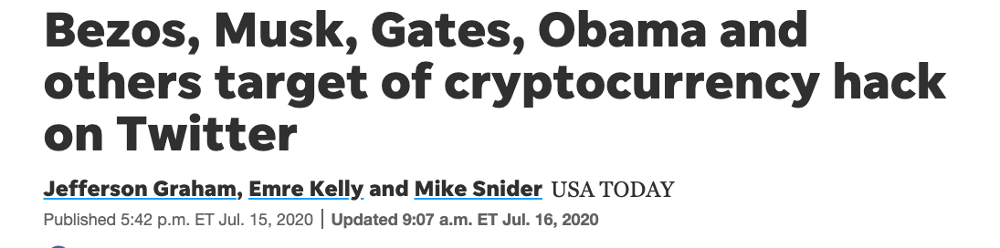 Bezos, Musk, Gates, Obama and
others target of cryptocurrency hack
on Twitter
Jefferson Graham, Emre Kelly and Mike Snider USA TODAY
Published 5:42 p.m. ET Jul. 15, 2020 | Updated 9:07 a.m. ET Jul. 16, 2020